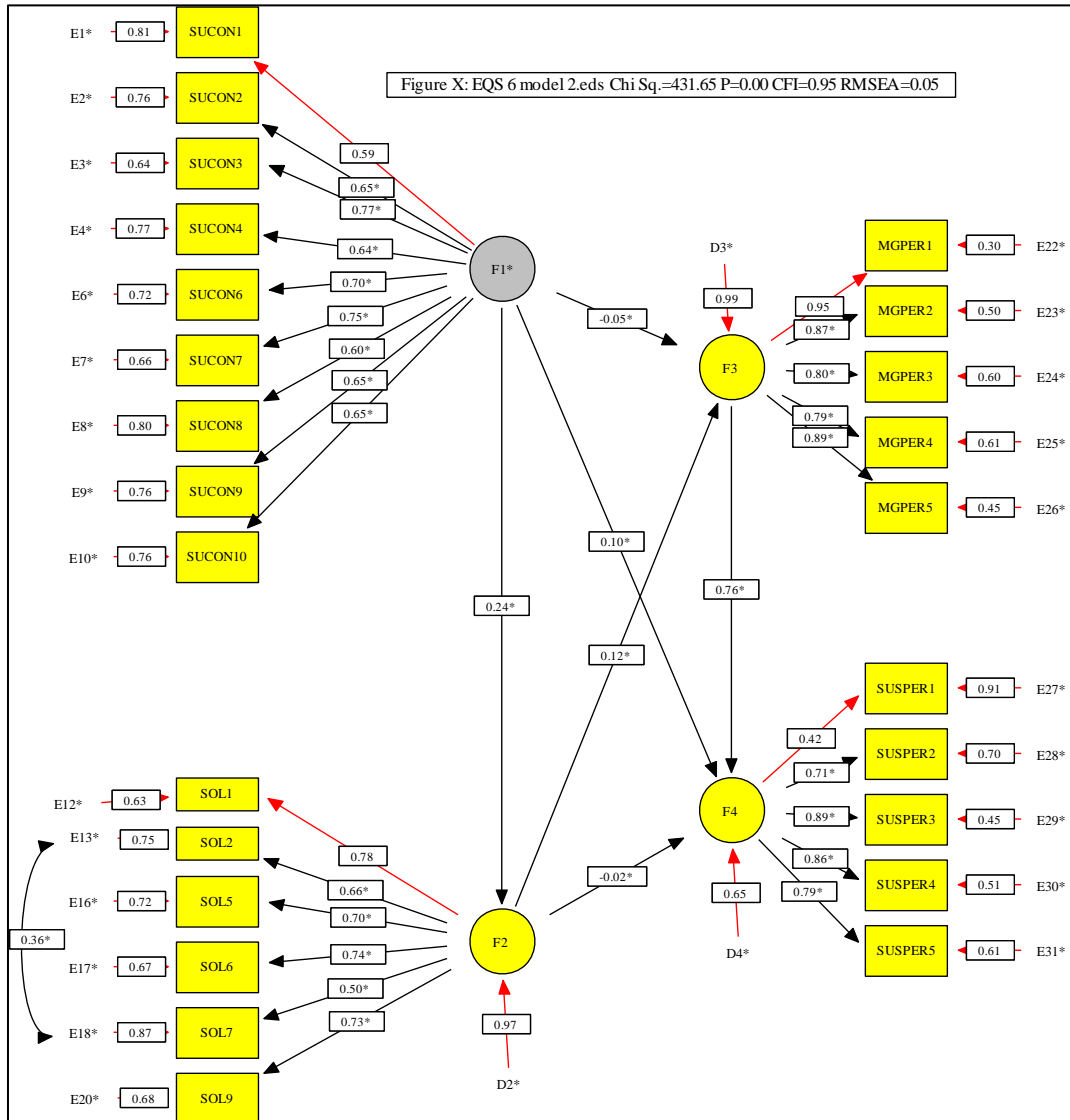 E1* 0.81 SUCON1
Figure X: EQS 6 model 2.eds Chi Sq.=431.65 P=0.00 CFI=0.95 RMSEA=0.05
E2* 0.76 SUCON2
E3* 0.64 SUCON3
E4* 0.77 SUCON4
E6* 0.72 SUCON6
E7* 0.66 SUCON7
E8* 0.80 SUCON8
E9* 0.76 SUCON9
E10* 0.76 SUCON10
0.59
0.65*
0.77*
0.64*
0.70*
0.75*
0.60*
0.65*
0.65*
F1*
-0.05*
0.10*
0.24*
0.12*
0.76*
D3*
0.99
F3
0.95
0.87*
0.80*
0.79*
0.89*
MGPER1 0.30 E22*
MGPER2 0.50 E23*
MGPER3 0.60 E24*
MGPER4 0.61 E25*
MGPER5 0.45 E26*
E12* 0.63 SOL1
E13* 0.75 SOL2
E16* 0.72 SOL5
0.36*
E17* 0.67 SOL6
E18* 0.87 SOL7
E20* 0.68 SOL9
0.78
0.66*
0.70*
0.74*
0.50*
0.73*
F2
0.97
D2*
-0.02*
F4
0.65
D4*
0.42
0.71*
0.89*
0.86*
0.79*
SUSPER1 0.91 E27*
SUSPER2 0.70 E28*
SUSPER3 0.45 E29*
SUSPER4 0.51 E30*
SUSPER5 0.61 E31*